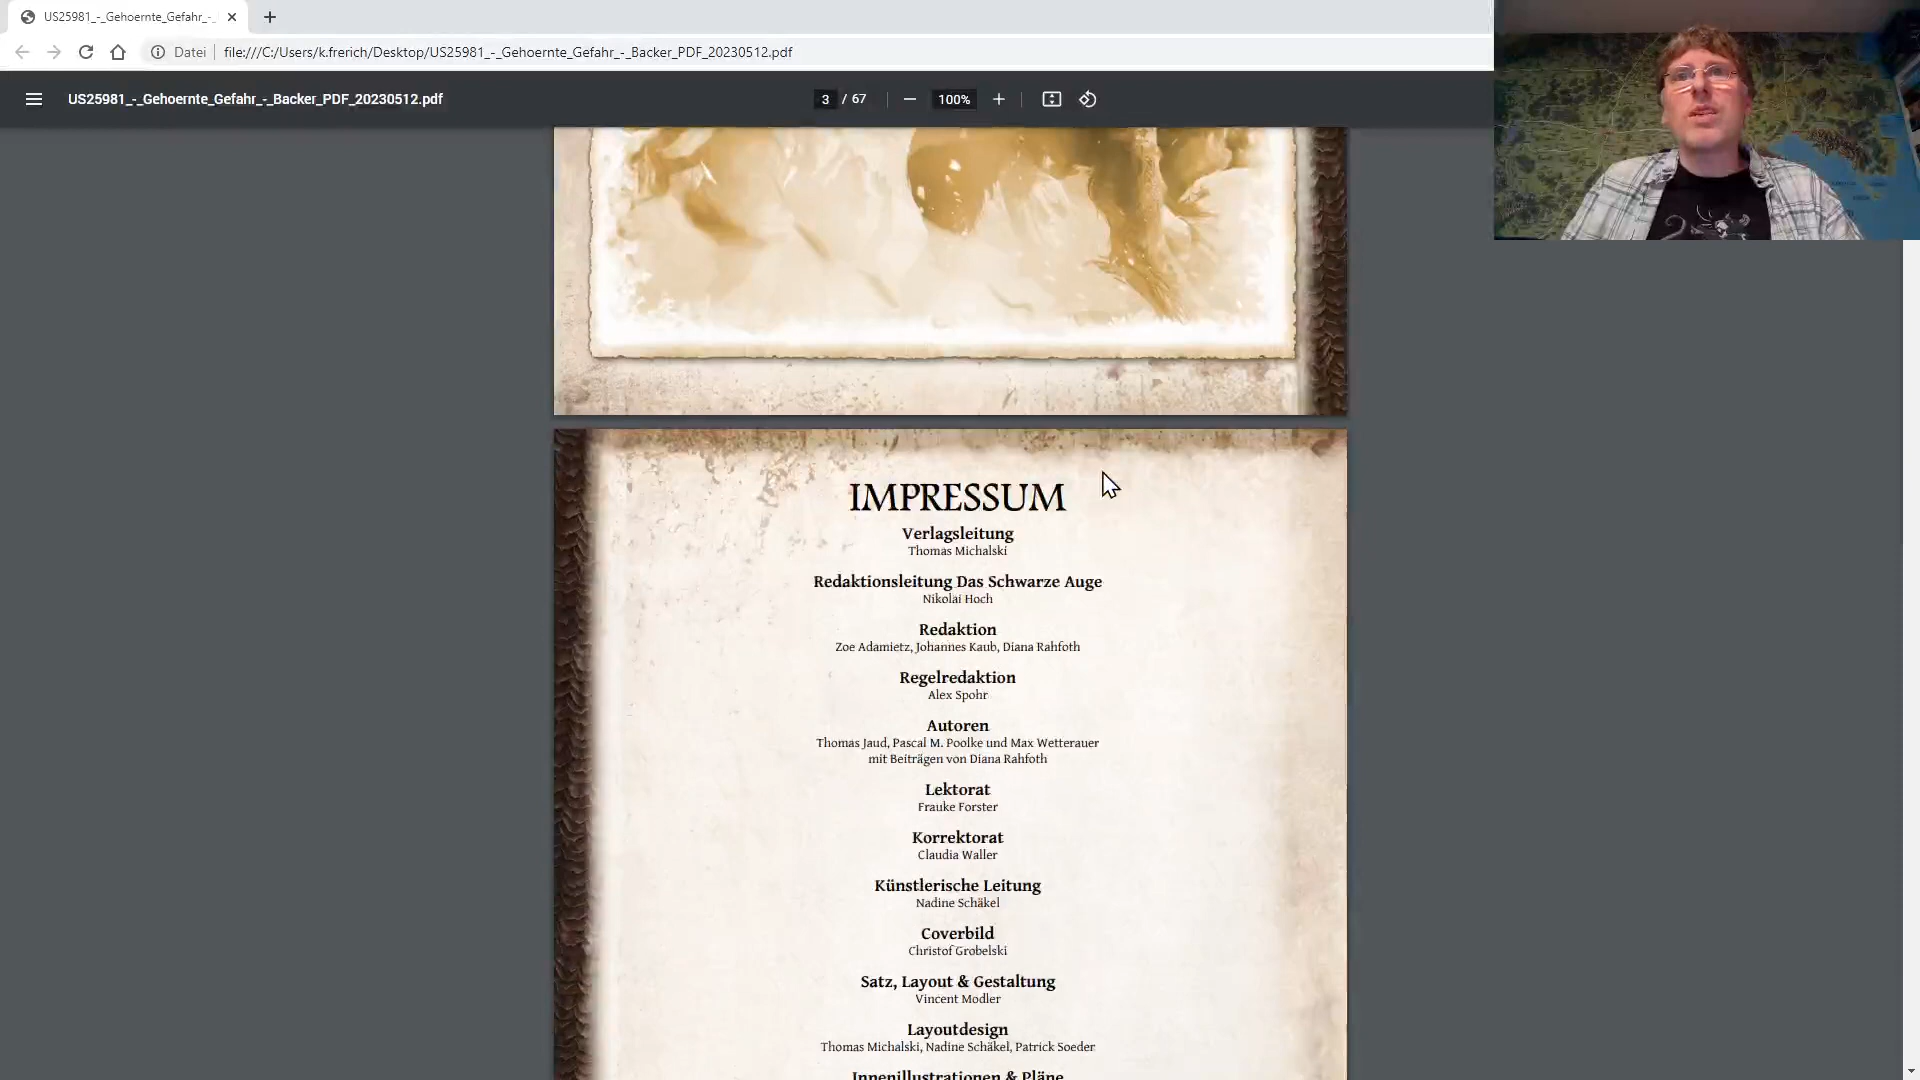 US25981_-_Gehoernte_Gefahr_-_
Datei
file:///C:/Users/k.frerich/Desktop/US25981_-_Gehoernte_Gefahr_-_Backer_PDF_20230512.pdf
US25981_-_Gehoernte_Gefahr_-_Backer_PDF_20230512.pdf
3 / 67
100%
IMPRESSUM
Verlagsleitung
Thomas Michalski
Redaktionsleitung Das Schwarze Auge
Nikolai Hoch
Redaktion
Zoe Adamietz, Johannes Kaub, Diana Rahfoth
Regelredaktion
Alex Spohr
Autoren
Thomas Jaud, Pascal M. Poolke und Max Wetterauer
mit Beiträgen von Diana Rahfoth
Lektorat
Frauke Forster
Korrektorat
Claudia Waller
Künstlerische Leitung
Nadine Schäkel
Coverbild
Christof Grobelski
Satz, Layout & Gestaltung
Vincent Modler
Layoutdesign
Thomas Michalski, Nadine Schäkel, Patrick Soeder
Innenillustrationen & Pläne